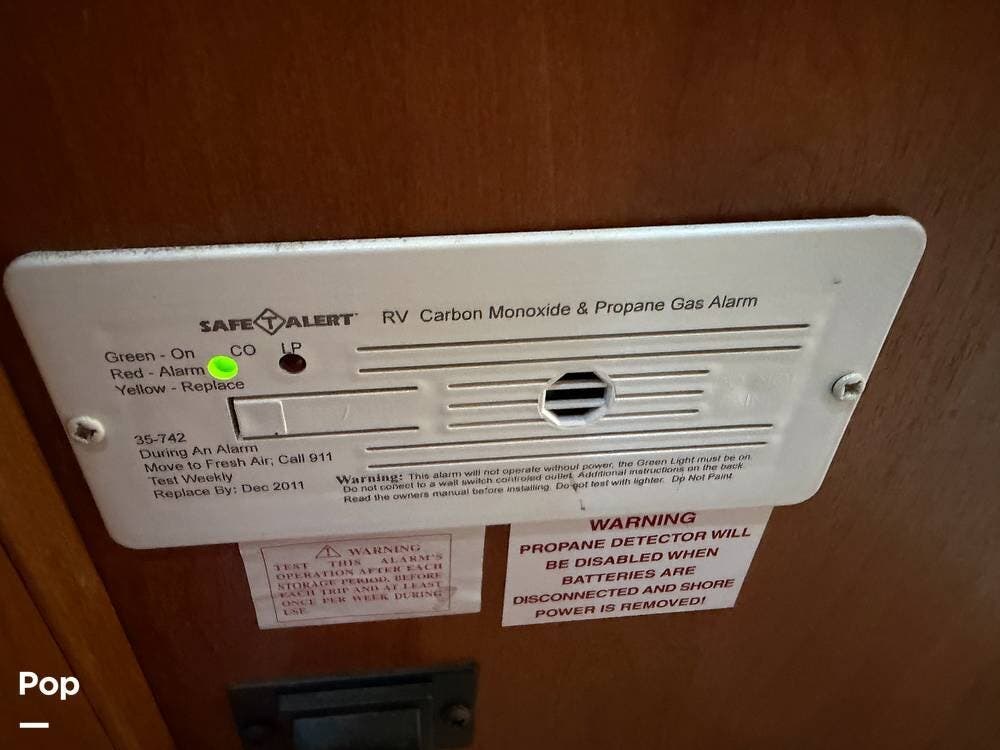 SAFE T ALERT™ RV Carbon Monoxide & Propane Gas Alarm
Green - On CO LP
Red - Alarm
Yellow - Replace
35-742
During An Alarm
Move to Fresh Air; Call 911
Test Weekly
Replace By: Dec 2011
Warning: This alarm will not operate without power, the Green Light must be on.
Do not conect to a wall switch controled outlet. Additional instructions on the back
Read the owners manual before installing. Do not test with lighter. Do Not Paint
WARNING
TEST THIS ALARM'S
OPERATION AFTER EACH
STORAGE PERIOD, BEFORE
EACH TRIP AND AT LEAST
ONCE PER WEEK DURING
USE.
WARNING
PROPANE DETECTOR WILL
BE DISABLED WHEN
BATTERIES ARE
DISCONNECTED AND SHORE
POWER IS REMOVED!
Pop